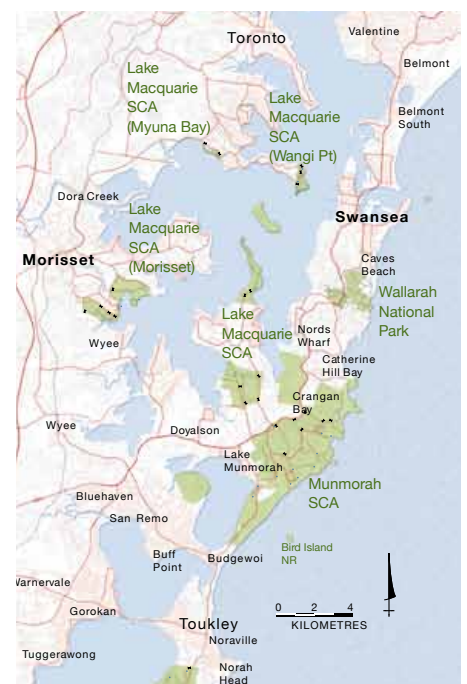 Toronto
Valentine
Belmont
Lake
Macquarie
SCA
(Myuna Bay)
Lake
Macquarie
SCA
(Wangi Pt)
Belmont
South
Dora Creek
Lake
Macquarie
SCA
(Morisset)
Swansea
Morisset
Caves
Beach
Wallarah
National
Park
Lake
Macquarie
SCA
Nords
Wharf
Wyee
Catherine
Hill Bay
Crangan
Bay
Wyee
Doyalson
Lake
Munmorah
Munmorah
SCA
Bluehaven
San Remo
Buff
Point
Budgewoi
Bird Island
NR
Warnervale
Gorokan
0 2 4
KILOMETRES
Toukley
Noraville
Tuggerawong
Norah
Head